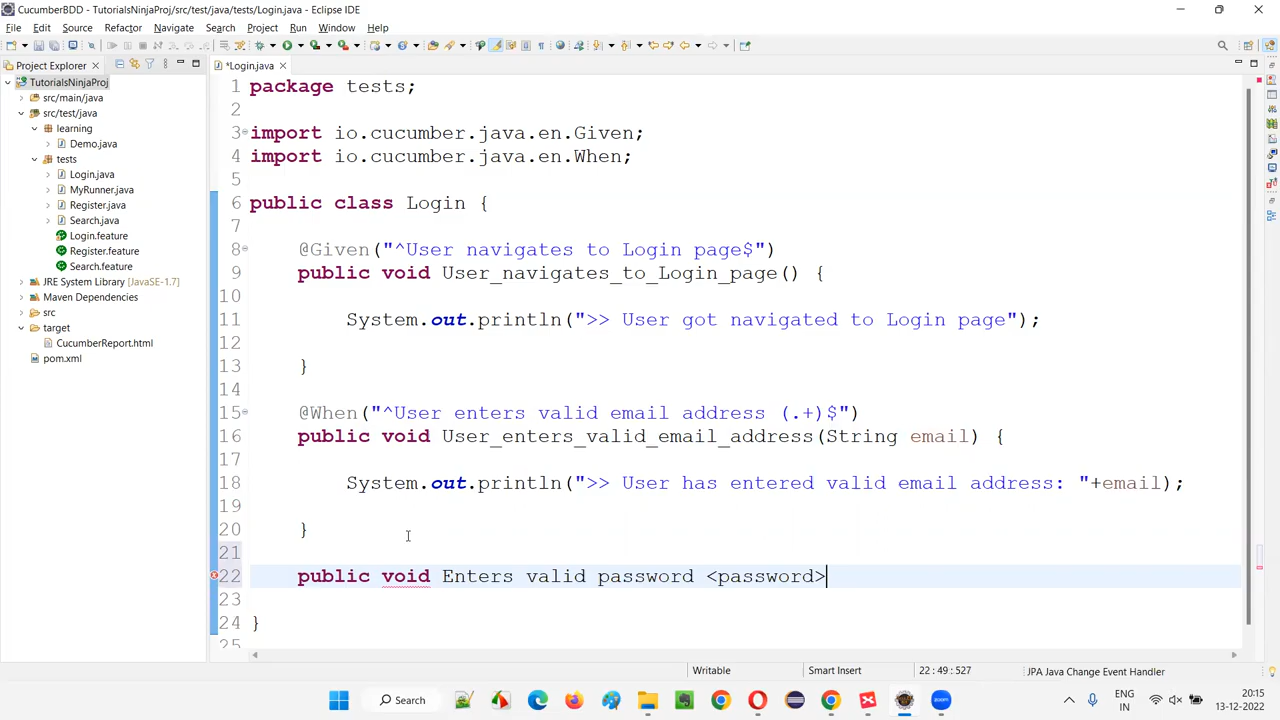 CucumberBDD - TutorialsNinjaProj/src/test/java/tests/Login.java - Eclipse IDE
File Edit Source Refactor Navigate Search Project Run Window Help
Project Explorer
TutorialsNinjaProj
src/main/java
src/test/java
learning
Demo.java
tests
Login.java
MyRunner.java
Register.java
Search.java
Login.feature
Register.feature
Search.feature
JRE System Library [JavaSE-1.7]
Maven Dependencies
src
target
CucumberReport.html
pom.xml
*Login.java
1 package tests;
2
3 import io.cucumber.java.en.Given;
4 import io.cucumber.java.en.When;
5
6 public class Login {
7
8 @Given("^User navigates to Login page$")
9 public void User_navigates_to_Login_page() {
10
11 System.out.println(">> User got navigated to Login page");
12
13 }
14
15 @When("^User enters valid email address (.+)$")
16 public void User_enters_valid_email_address(String email) {
17
18 System.out.println(">> User has entered valid email address: "+email);
19
20 }
21
22 public void Enters valid password <password>
23
24 }
25
Writable Smart Insert 22 : 49 : 527 JPA Java Change Event Handler
Search
zoom
ENG
IN
20:15
13-12-2022